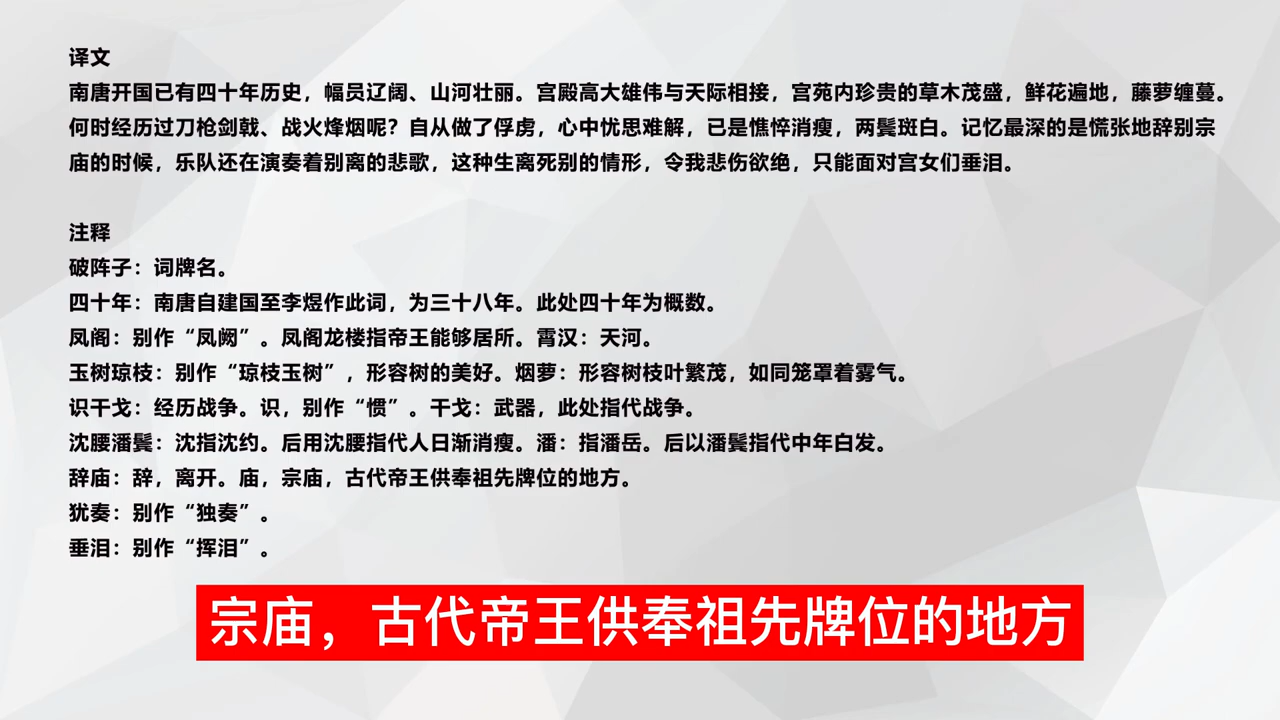 译文
南唐开国已有四十年历史，幅员辽阔、山河壮丽。宫殿高大雄伟与天际相接，宫苑内珍贵的草木茂盛，鲜花遍地，藤萝缠蔓。
何时经历过刀枪剑戟、战火烽烟呢？自从做了俘虏，心中忧思难解，已是憔悴消瘦，两鬓斑白。记忆最深的是慌张地辞别宗
庙的时候，乐队还在演奏着别离的悲歌，这种生离死别的情形，令我悲伤欲绝，只能面对宫女们垂泪。
注释
破阵子：词牌名。
四十年：南唐自建国至李煜作此词，为三十八年。此处四十年为概数。
凤阁：别作“凤阙”。凤阁龙楼指帝王能够居所。霄汉：天河。
玉树琼枝：别作“琼枝玉树”，形容树的美好。烟萝：形容树枝叶繁茂，如同笼罩着雾气。
识干戈：经历战争。识，别作“惯”。干戈：武器，此处指代战争。
沈腰潘鬓：沈指沈约。后用沈腰指代人日渐消瘦。潘：指潘岳。后以潘鬓指代中年白发。
辞庙：辞，离开。庙，宗庙，古代帝王供奉祖先牌位的地方。
犹奏：别作“独奏”。
垂泪：别作“挥泪”。
宗庙，古代帝王供奉祖先牌位的地方